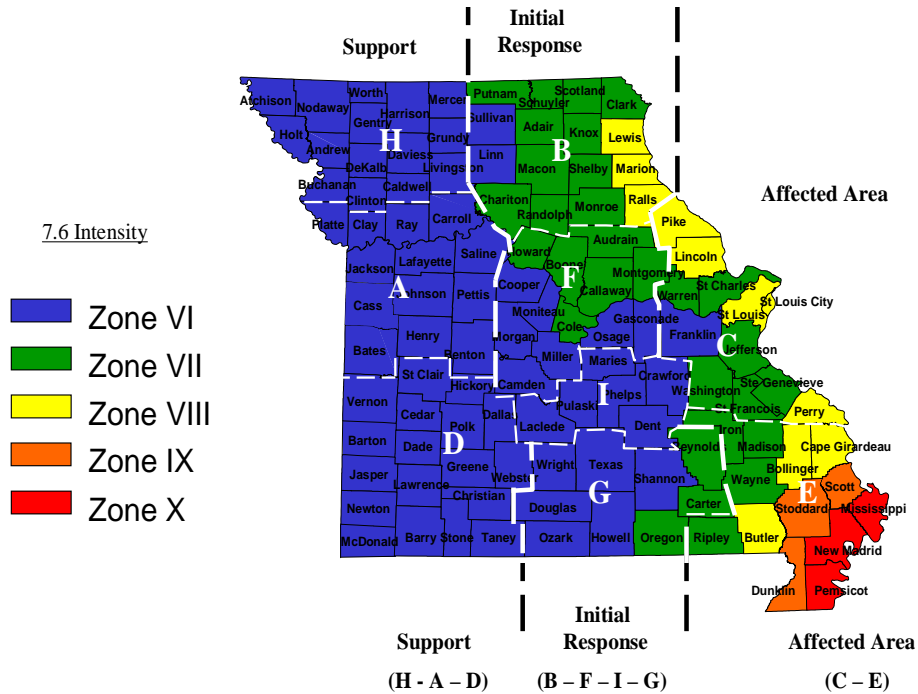 Initial
Response
Support
Affected Area
7.6 Intensity
Zone VI
Zone VII
Zone VIII
Zone IX
Zone X
Atchison
Nodaway
Worth
Harrison
Mercer
Putnam
Schuyler
Scotland
Clark
Gentry
Sullivan
Adair
Knox
Lewis
Holt
Andrew
H
Grundy
DeKalb
Daviess
Livingston
Linn
B
Macon
Shelby
Marion
Buchanan
Clinton
Caldwell
Chariton
Randolph
Monroe
Ralls
Pike
Platte
Clay
Ray
Carroll
Audrain
Lincoln
Saline
Howard
Boone
F
Montgomery
Jackson
Lafayette
Cooper
Callaway
Warren
St Charles
St Louis City
St Louis
A
Johnson
Pettis
Cass
Moniteau
Cole
Gasconade
Osage
Franklin
C
Jefferson
Bates
Henry
Benton
Morgan
Miller
Maries
Crawford
St Clair
Hickory
Camden
Phelps
Washington
Ste Genevieve
Vernon
Cedar
Polk
Dallas
Laclede
Pulaski
I
St Francois
Perry
Dent
Iron
Barton
Dade
D
Reynolds
Madison
Cape Girardeau
Bollinger
Jasper
Greene
Webster
Wright
Texas
Shannon
Wayne
Scott
Lawrence
Christian
G
E
Newton
Douglas
Carter
Stoddard
Mississippi
McDonald
Barry
Stone
Taney
Ozark
Howell
Oregon
Ripley
Butler
New Madrid
Dunklin
Pemsicot
Support
Initial
Response
Affected Area
(H - A – D)
(B – F – I – G)
(C – E)